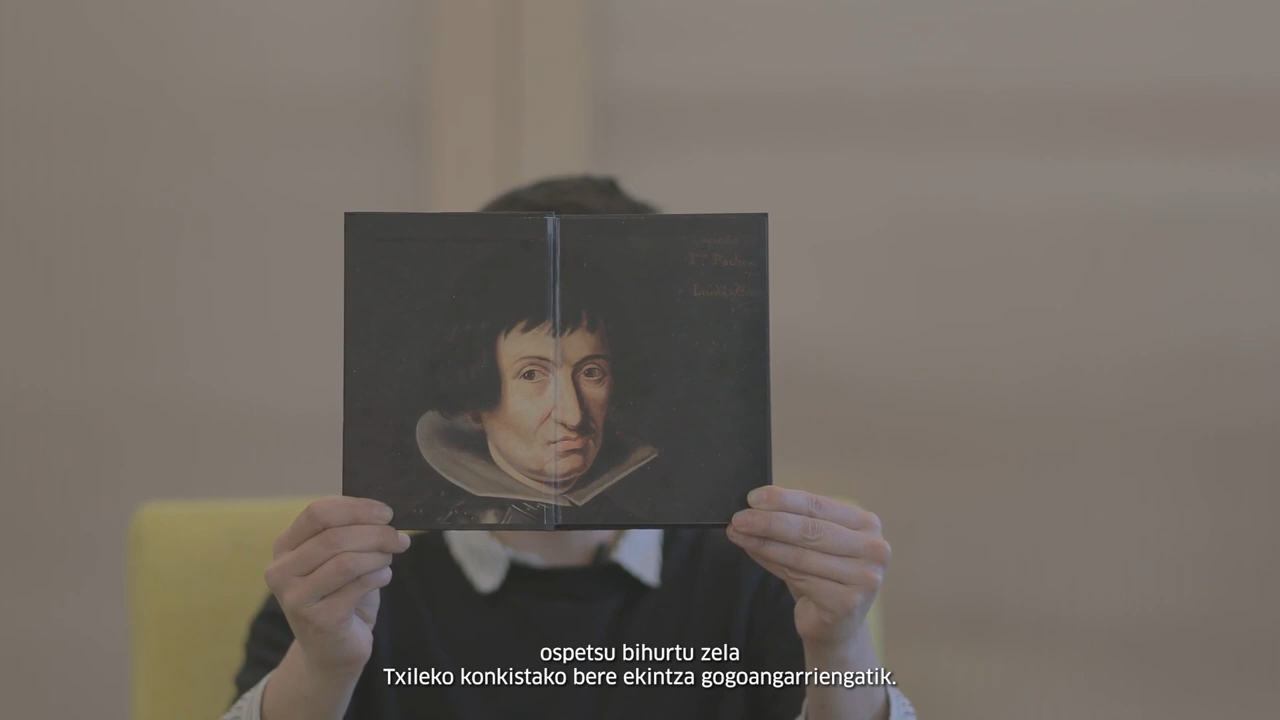 ospetsu bihurtu zela
Txileko konkistako bere ekintza gogoangarriengatik.